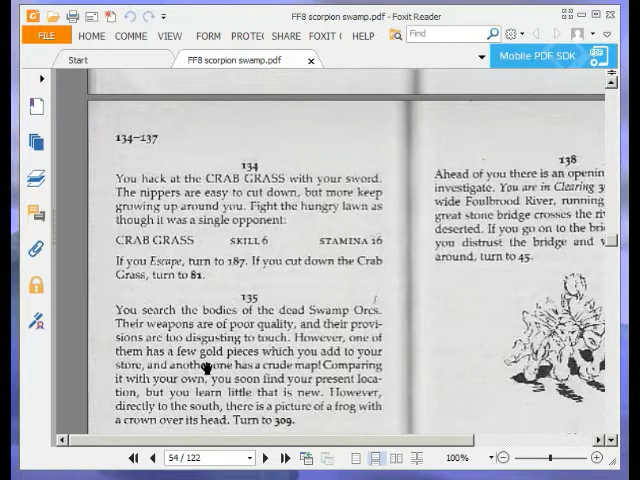 FF8 scorpion swamp.pdf - Foxit Reader
FILE HOME COMME VIEW FORM PROTEC SHARE FOXIT C HELP Find
Start FF8 scorpion swamp.pdf Mobile PDF SDK
134–137
134
You hack at the CRAB GRASS with your sword.
The nippers are easy to cut down, but more keep
growing up around you. Fight the hungry lawn as
though it was a single opponent:
CRAB GRASS SKILL 6 STAMINA 16
If you Escape, turn to 187. If you cut down the Crab
Grass, turn to 81.
135
You search the bodies of the dead Swamp Orcs.
Their weapons are of poor quality, and their provi-
sions are too disgusting to touch. However, one of
them has a few gold pieces which you add to your
store, and another one has a crude map! Comparing
it with your own, you soon find your present loca-
tion, but you learn little that is new. However,
directly to the south, there is a picture of a frog with
a crown over its head. Turn to 309.
138
Ahead of you there is an openin
investigate. You are in Clearing 3
wide Foulbrood River, running
great stone bridge crosses the ri
deserted. If you go on to the bri
you distrust the bridge and
around, turn to 45.
54 / 122 100%